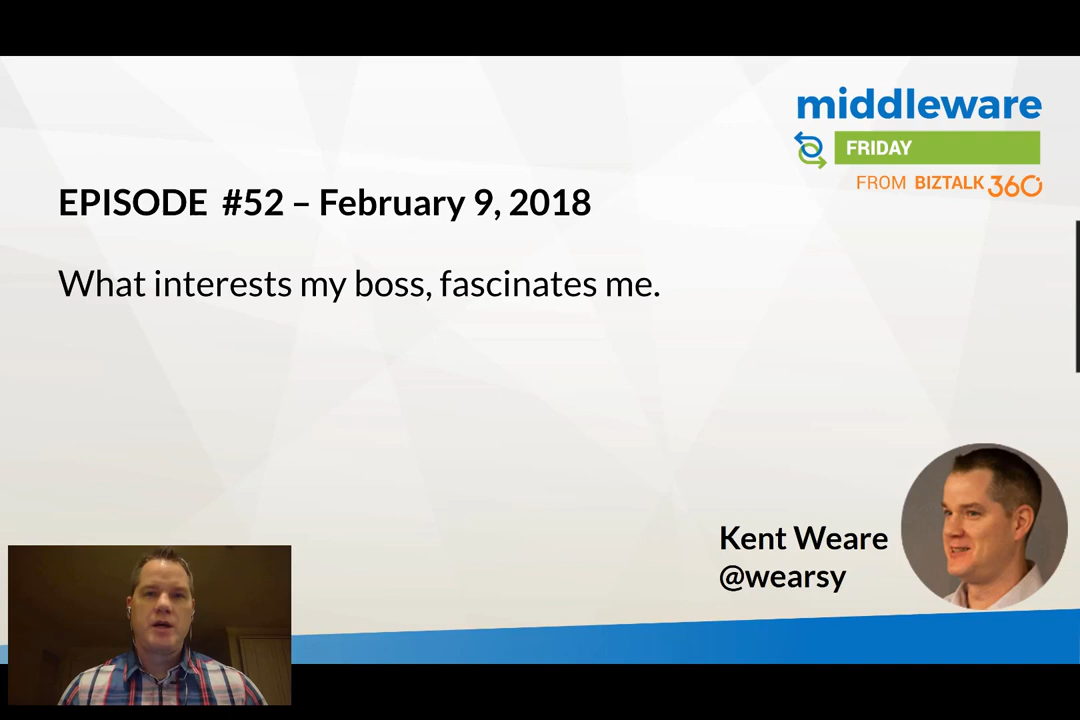 middleware
FRIDAY
FROM BIZTALK 360
EPISODE #52 – February 9, 2018
What interests my boss, fascinates me.
Kent Weare
@wearsy